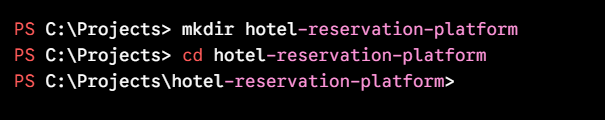 PS C:\Projects> mkdir hotel-reservation-platform
PS C:\Projects> cd hotel-reservation-platform
PS C:\Projects\hotel-reservation-platform>